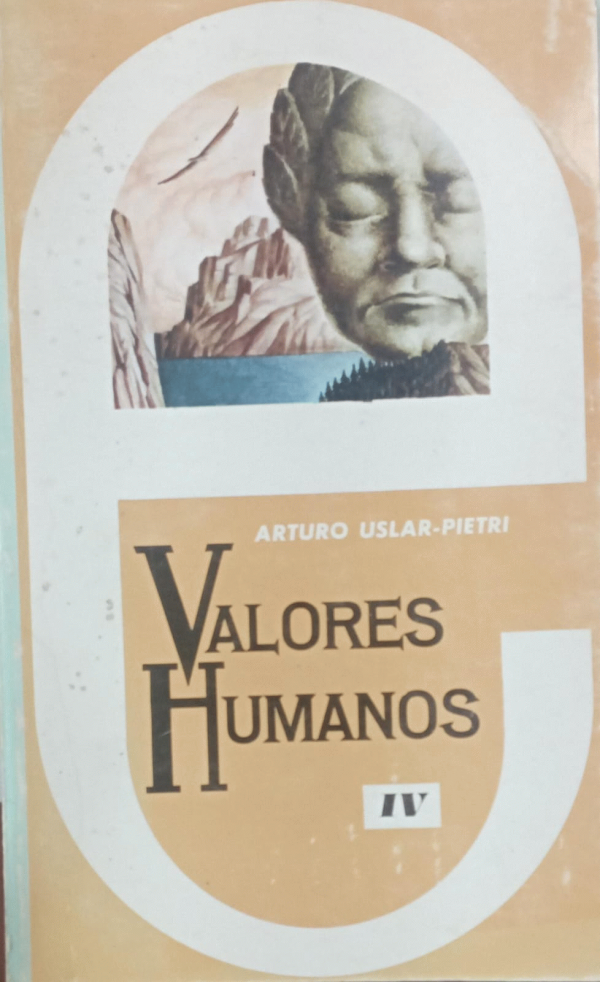 ARTURO USLAR-PIETRI
VALORES
HUMANOS
IV